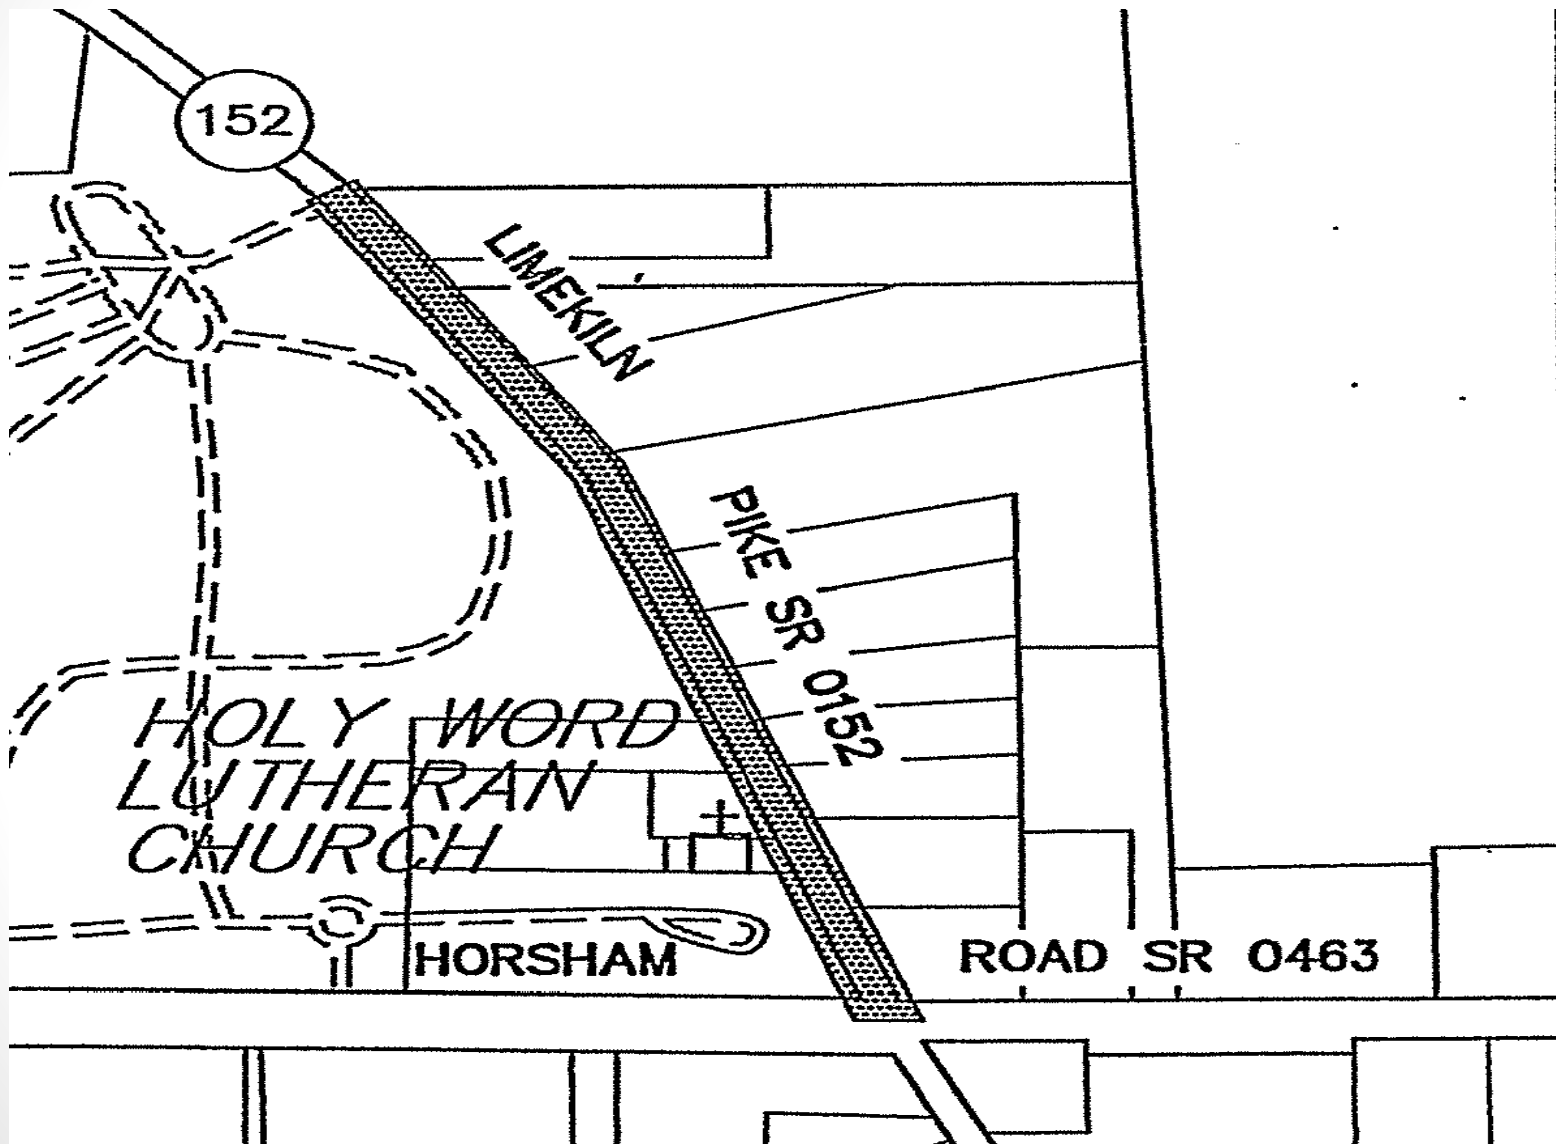 152
LIMEKILN
PIKE SR 0152
HOLY WORD
LUTHERAN
CHURCH
HORSHAM ROAD SR 0463